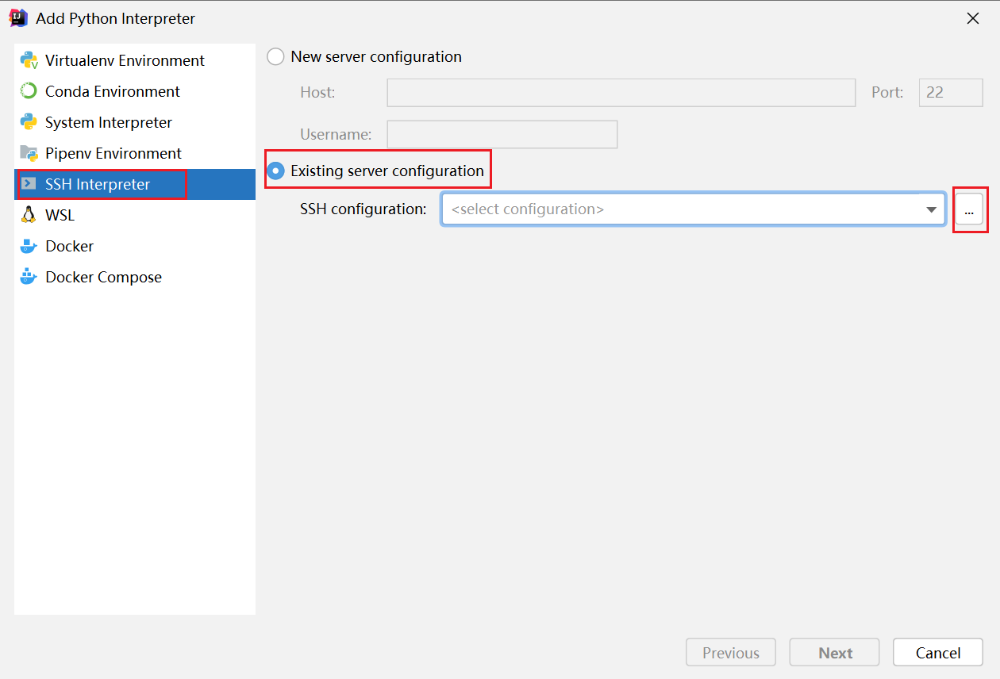 Add Python Interpreter
Virtualenv Environment
Conda Environment
System Interpreter
Pipenv Environment
SSH Interpreter
WSL
Docker
Docker Compose
New server configuration
Host:
Port: 22
Username:
Existing server configuration
SSH configuration: <select configuration> ...
Previous Next Cancel